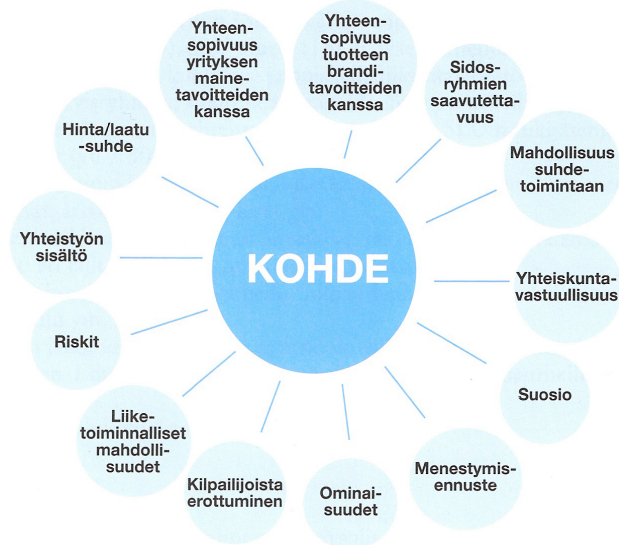 Yhteen-
sopivuus
yrityksen
maine-
tavoitteiden
kanssa
Yhteen-
sopivuus
tuotteen
brandi-
tavoitteiden
kanssa
Sidos-
ryhmien
saavutetta-
vuus
Mahdollisuus
suhde-
toimintaan
Yhteiskunta-
vastuullisuus
Suosio
Menestymis-
ennuste
Ominai-
suudet
Kilpailijoista
erottuminen
Liike-
toiminnalliset
mahdolli-
suudet
Riskit
Yhteistyön
sisältö
Hinta/laatu
-suhde
KOHDE